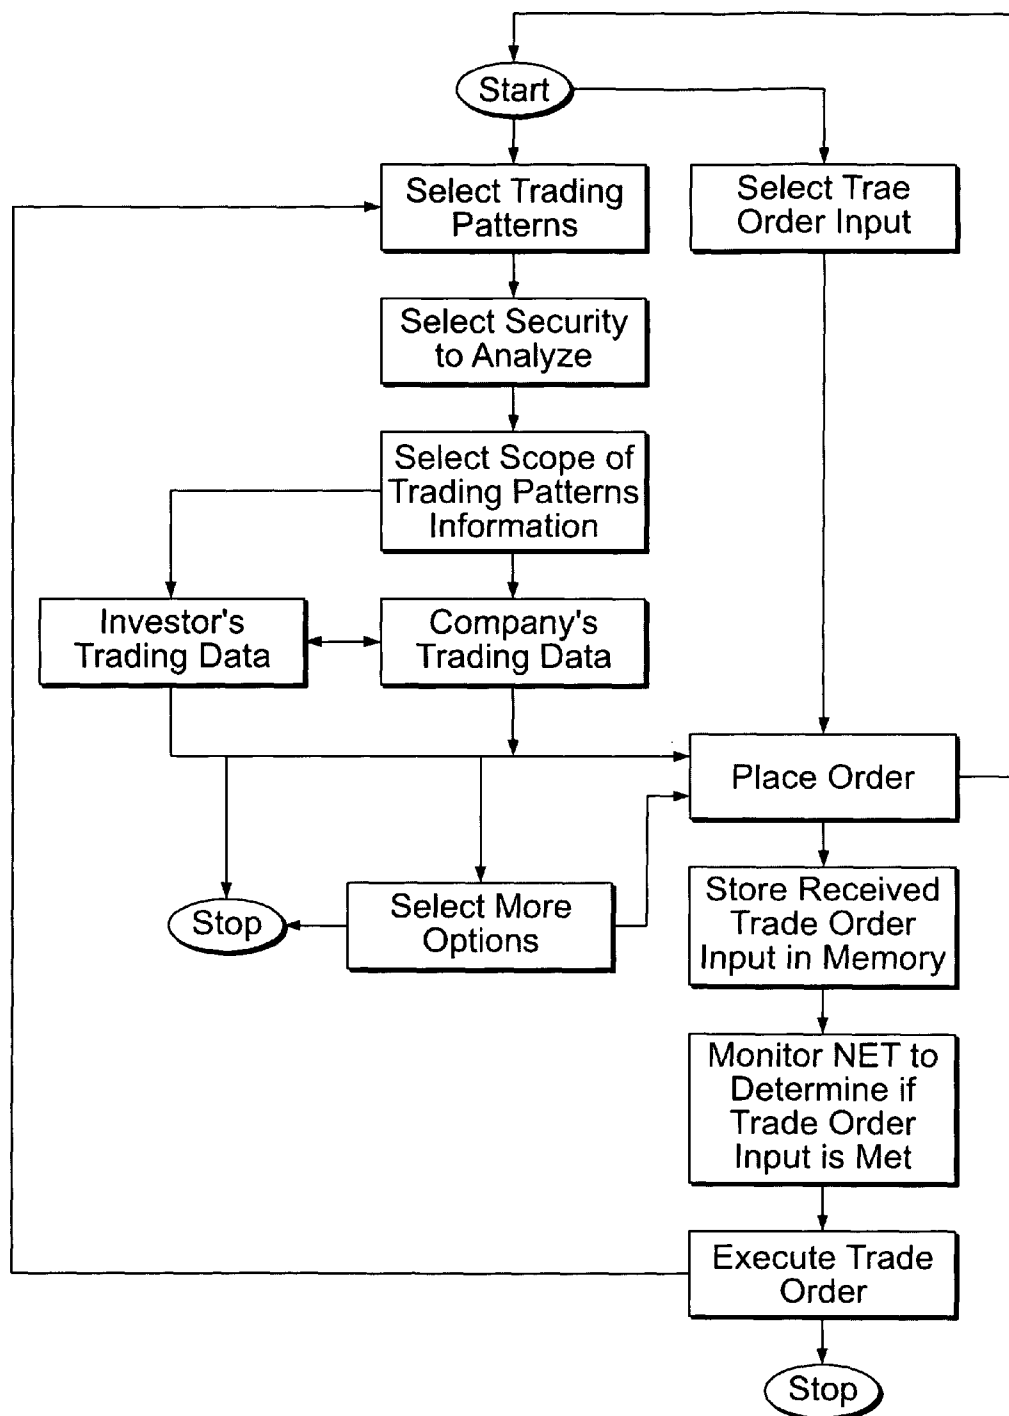 Start
Select Trading
Patterns
Select Trae
Order Input
Select Security
to Analyze
Select Scope of
Trading Patterns
Information
Investor's
Trading Data
Company's
Trading Data
Place Order
Stop
Select More
Options
Store Received
Trade Order
Input in Memory
Monitor NET to
Determine if
Trade Order
Input is Met
Execute Trade
Order
Stop